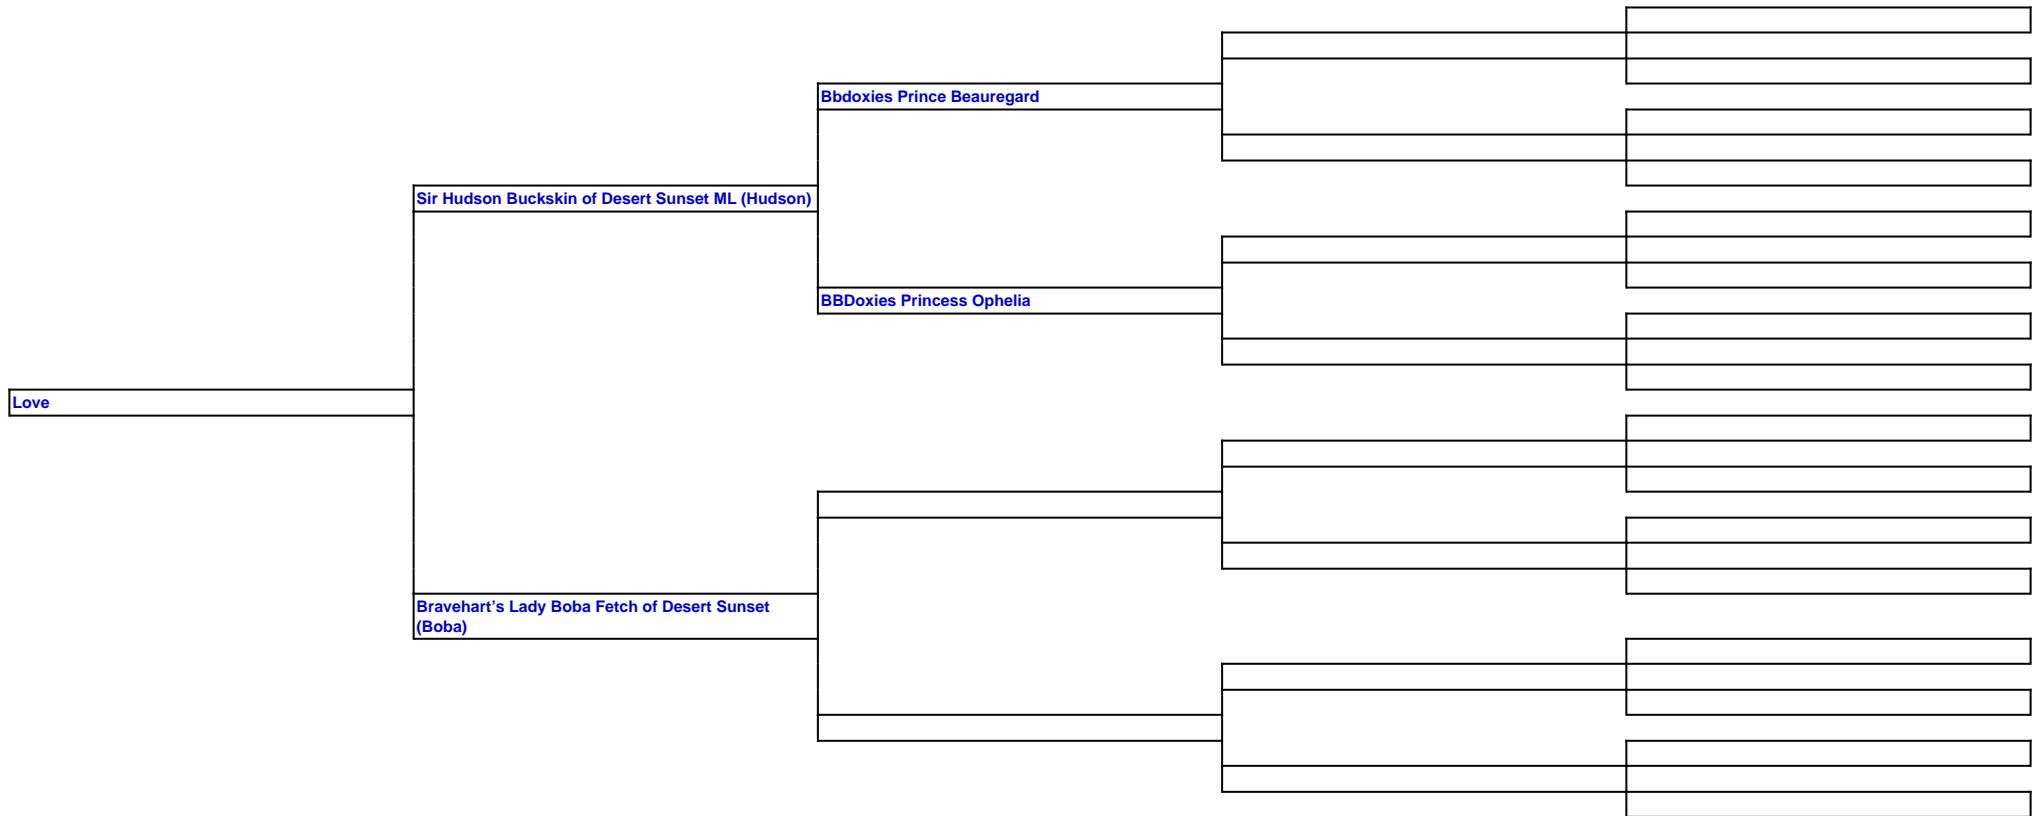 Bbdoxies Prince Beauregard
Sir Hudson Buckskin of Desert Sunset ML (Hudson)
BBDoxies Princess Ophelia
Love
Bravehart’s Lady Boba Fetch of Desert Sunset
(Boba)